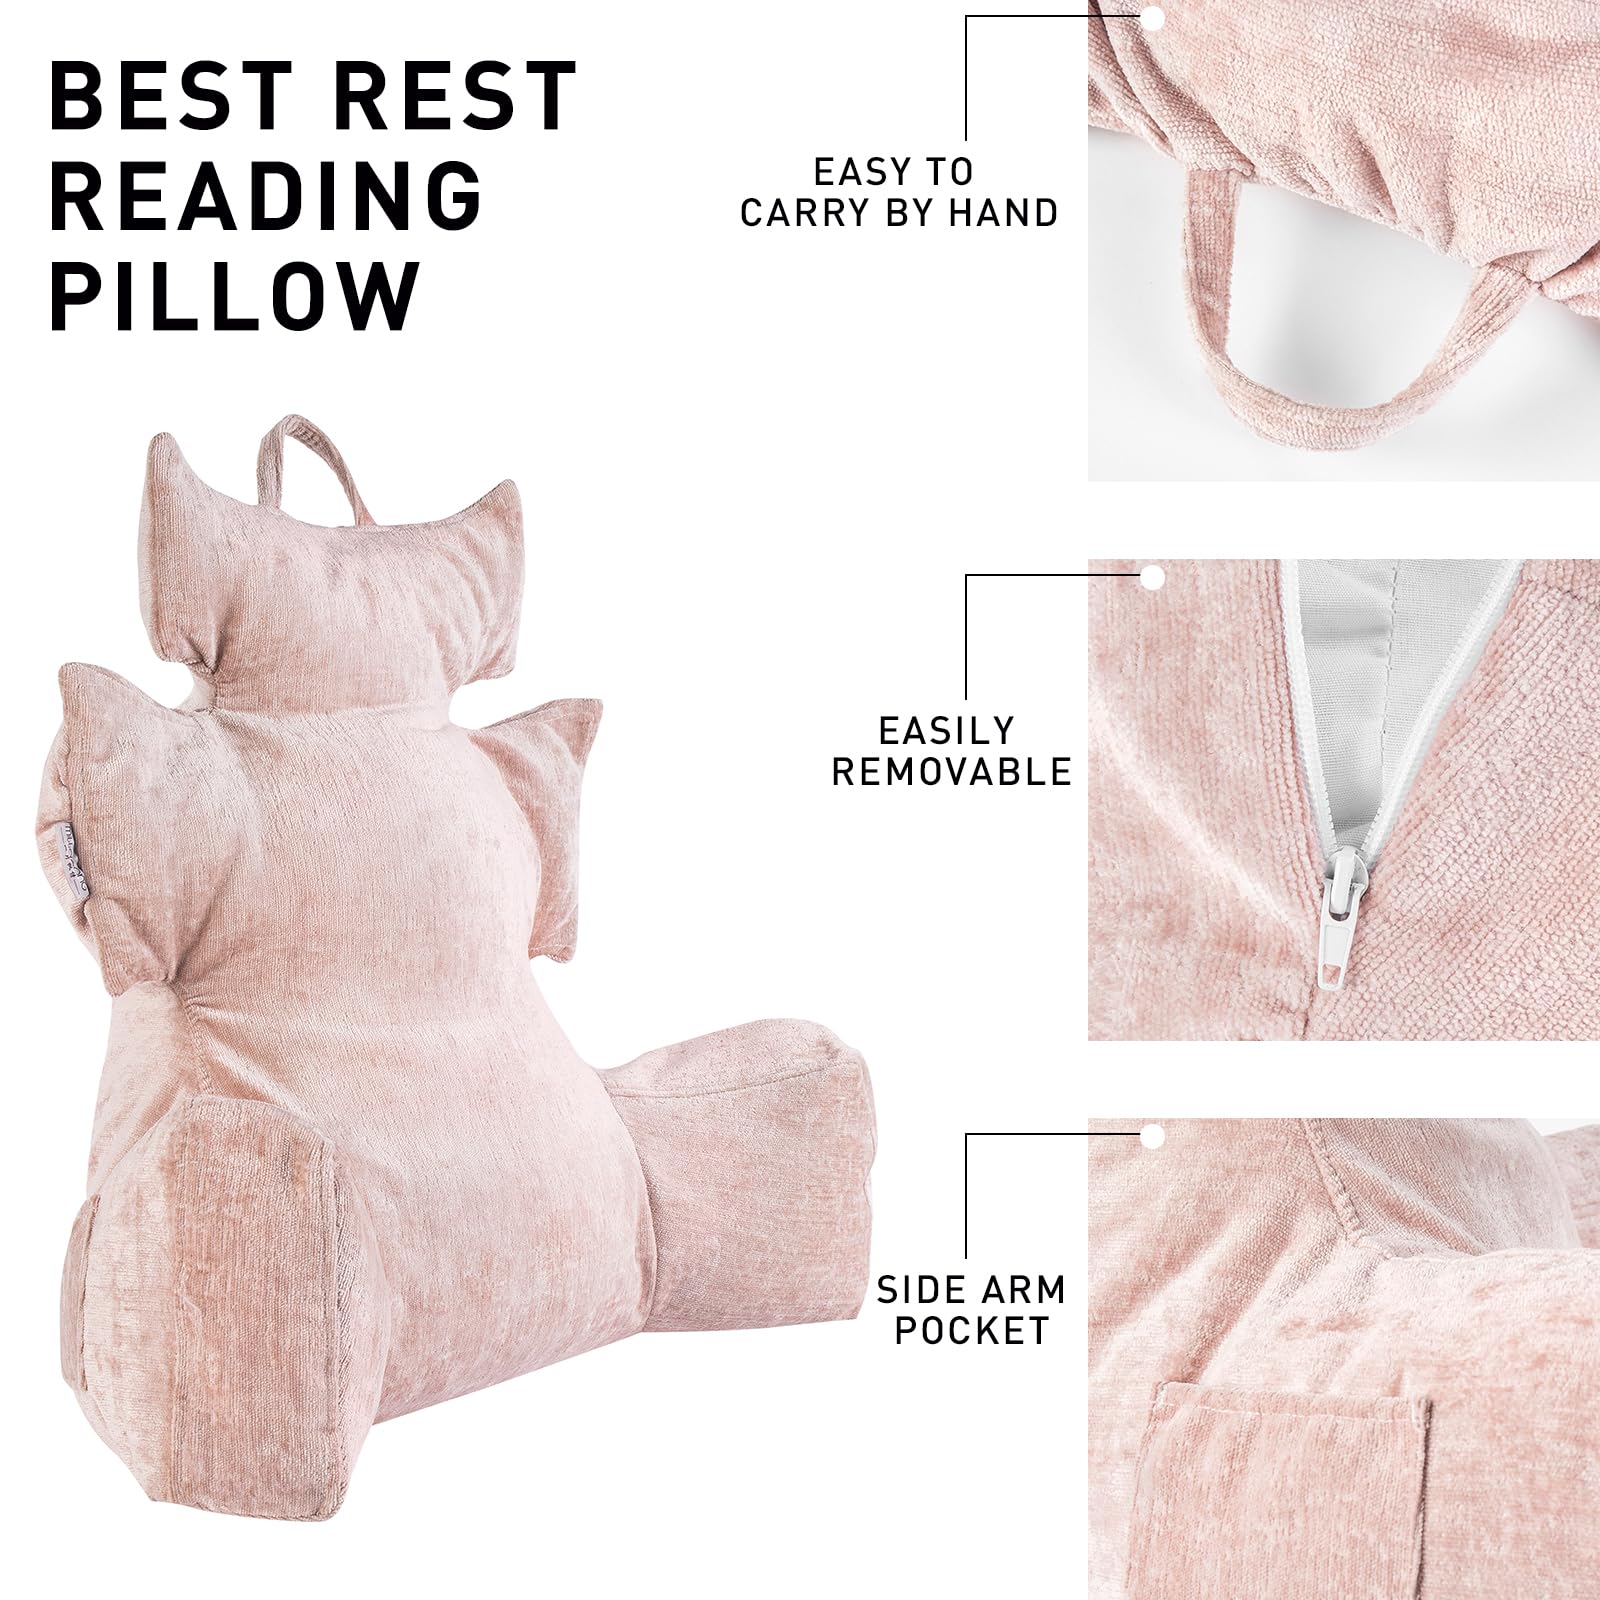 BEST REST
READING
PILLOW
EASY TO
CARRY BY HAND
EASILY
REMOVABLE
SIDE ARM
POCKET